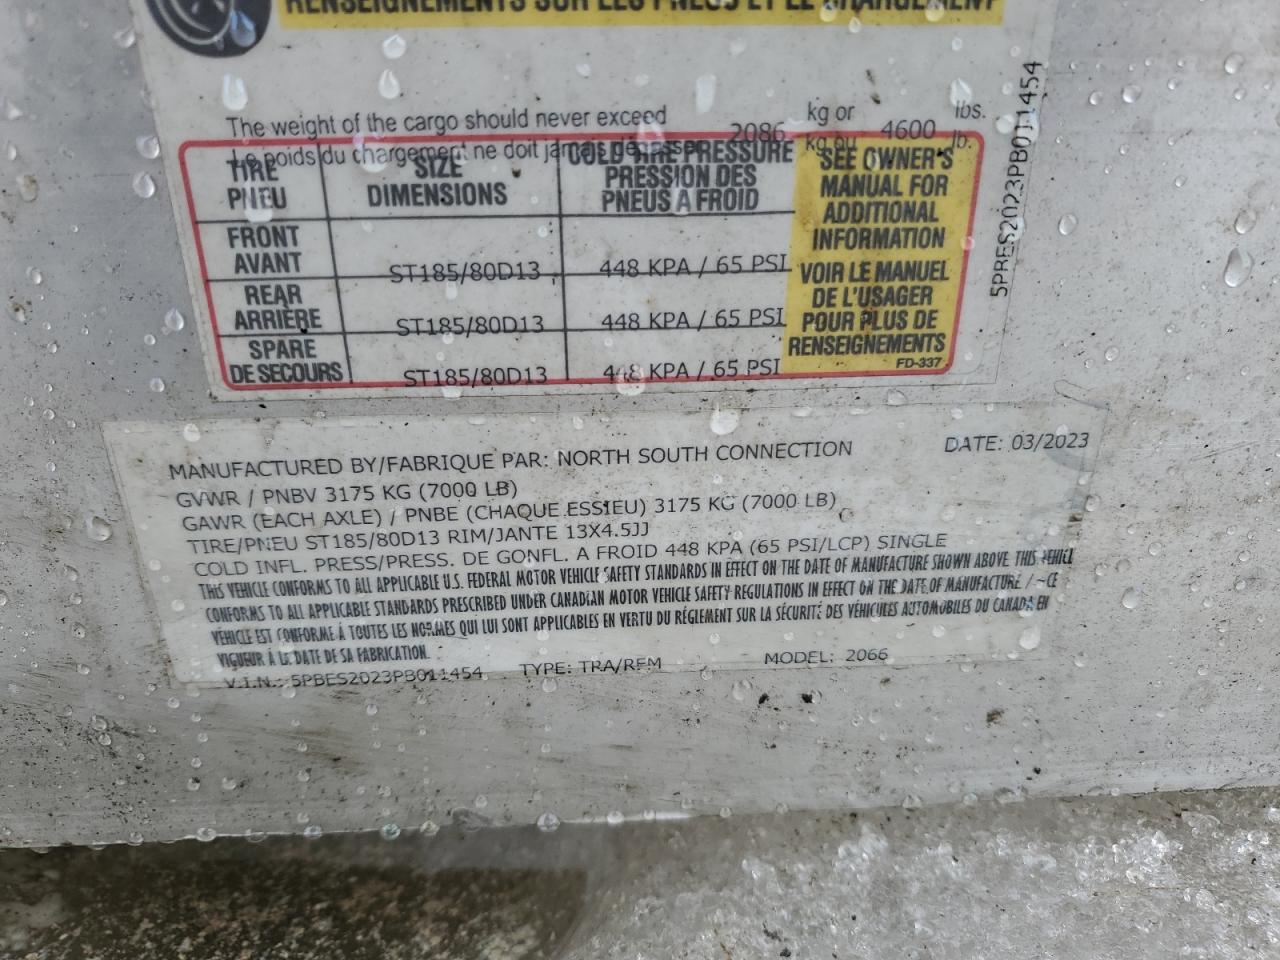 RENSEIGNEMENTS SUR LES PNEUS ET LE CHARGEMENT
The weight of the cargo should never exceed 2086 kg or 4600 lbs.
Le poids du chargement ne doit jamais dépasser kg ou lb.
TIRE SIZE COLD TIRE PRESSURE
PNEU DIMENSIONS PRESSION DES
PNEUS A FROID
FRONT
AVANT ST185/80D13 448 KPA / 65 PSI
REAR
ARRIÈRE ST185/80D13 448 KPA / 65 PSI
SPARE
DE SECOURS ST185/80D13 448 KPA / 65 PSI
SEE OWNER'S
MANUAL FOR
ADDITIONAL
INFORMATION
VOIR LE MANUEL
DE L'USAGER
POUR PLUS DE
RENSEIGNEMENTS
FD-337
MANUFACTURED BY/FABRIQUE PAR: NORTH SOUTH CONNECTION DATE: 03/2023
GVWR / PNBV 3175 KG (7000 LB)
GAWR (EACH AXLE) / PNBE (CHAQUE ESSIEU) 3175 KG (7000 LB)
TIRE/PNEU ST185/80D13 RIM/JANTE 13X4.5JJ
COLD INFL. PRESS/PRESS. DE GONFL. A FROID 448 KPA (65 PSI/LCP) SINGLE
THIS VEHICLE CONFORMS TO ALL APPLICABLE U.S. FEDERAL MOTOR VEHICLE SAFETY STANDARDS IN EFFECT ON THE DATE OF MANUFACTURE SHOWN ABOVE THIS VEHICLE
CONFORMS TO ALL APPLICABLE STANDARDS PRESCRIBED UNDER CANADIAN MOTOR VEHICLE SAFETY REGULATIONS IN EFFECT ON THE DATE OF MANUFACTURE / CE
VÉHICLE EST CONFORME À TOUTES LES NORMES QUI LUI SONT APPLICABLES EN VERTU DU RÉGLEMENT SUR LA SÉCURITÉ DES VÉHICULES AUTOMOBILES DU CANADA EN
VIGUEUR À LA DATE DE SA FABRICATION.
V.I.N.: 5PBES2023PB011454 TYPE: TRA/REM MODEL: 2066